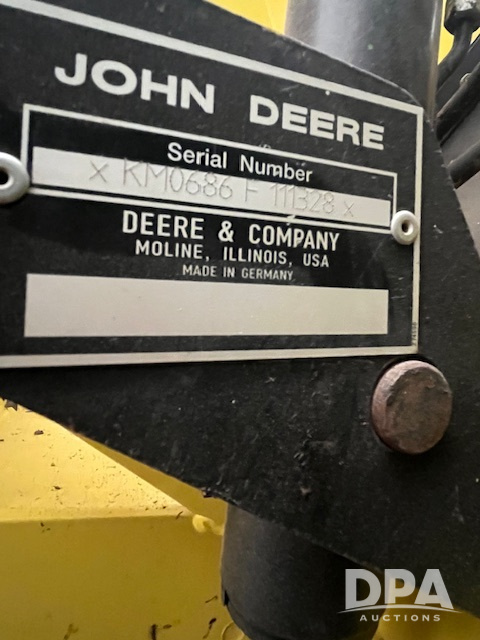 JOHN DEERE
Serial Number
x KM0686 F 111328 x
DEERE & COMPANY
MOLINE, ILLINOIS, USA
MADE IN GERMANY
DPA
AUCTIONS